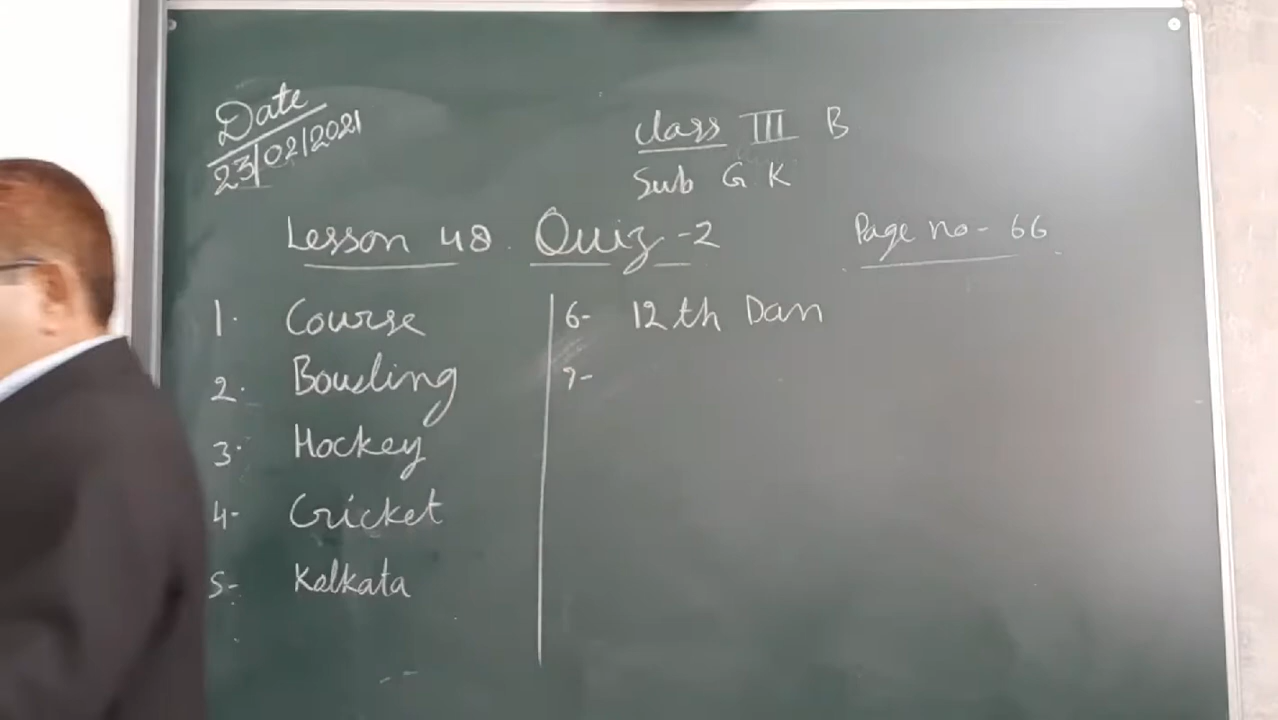 Date
23/02/2021
Class III B
Sub G K
Lesson 48. Quiz-2
Page no- 66
1. Course
2. Bowling
3. Hockey
4- Cricket
5- Kolkata
6- 12th Dan
7-